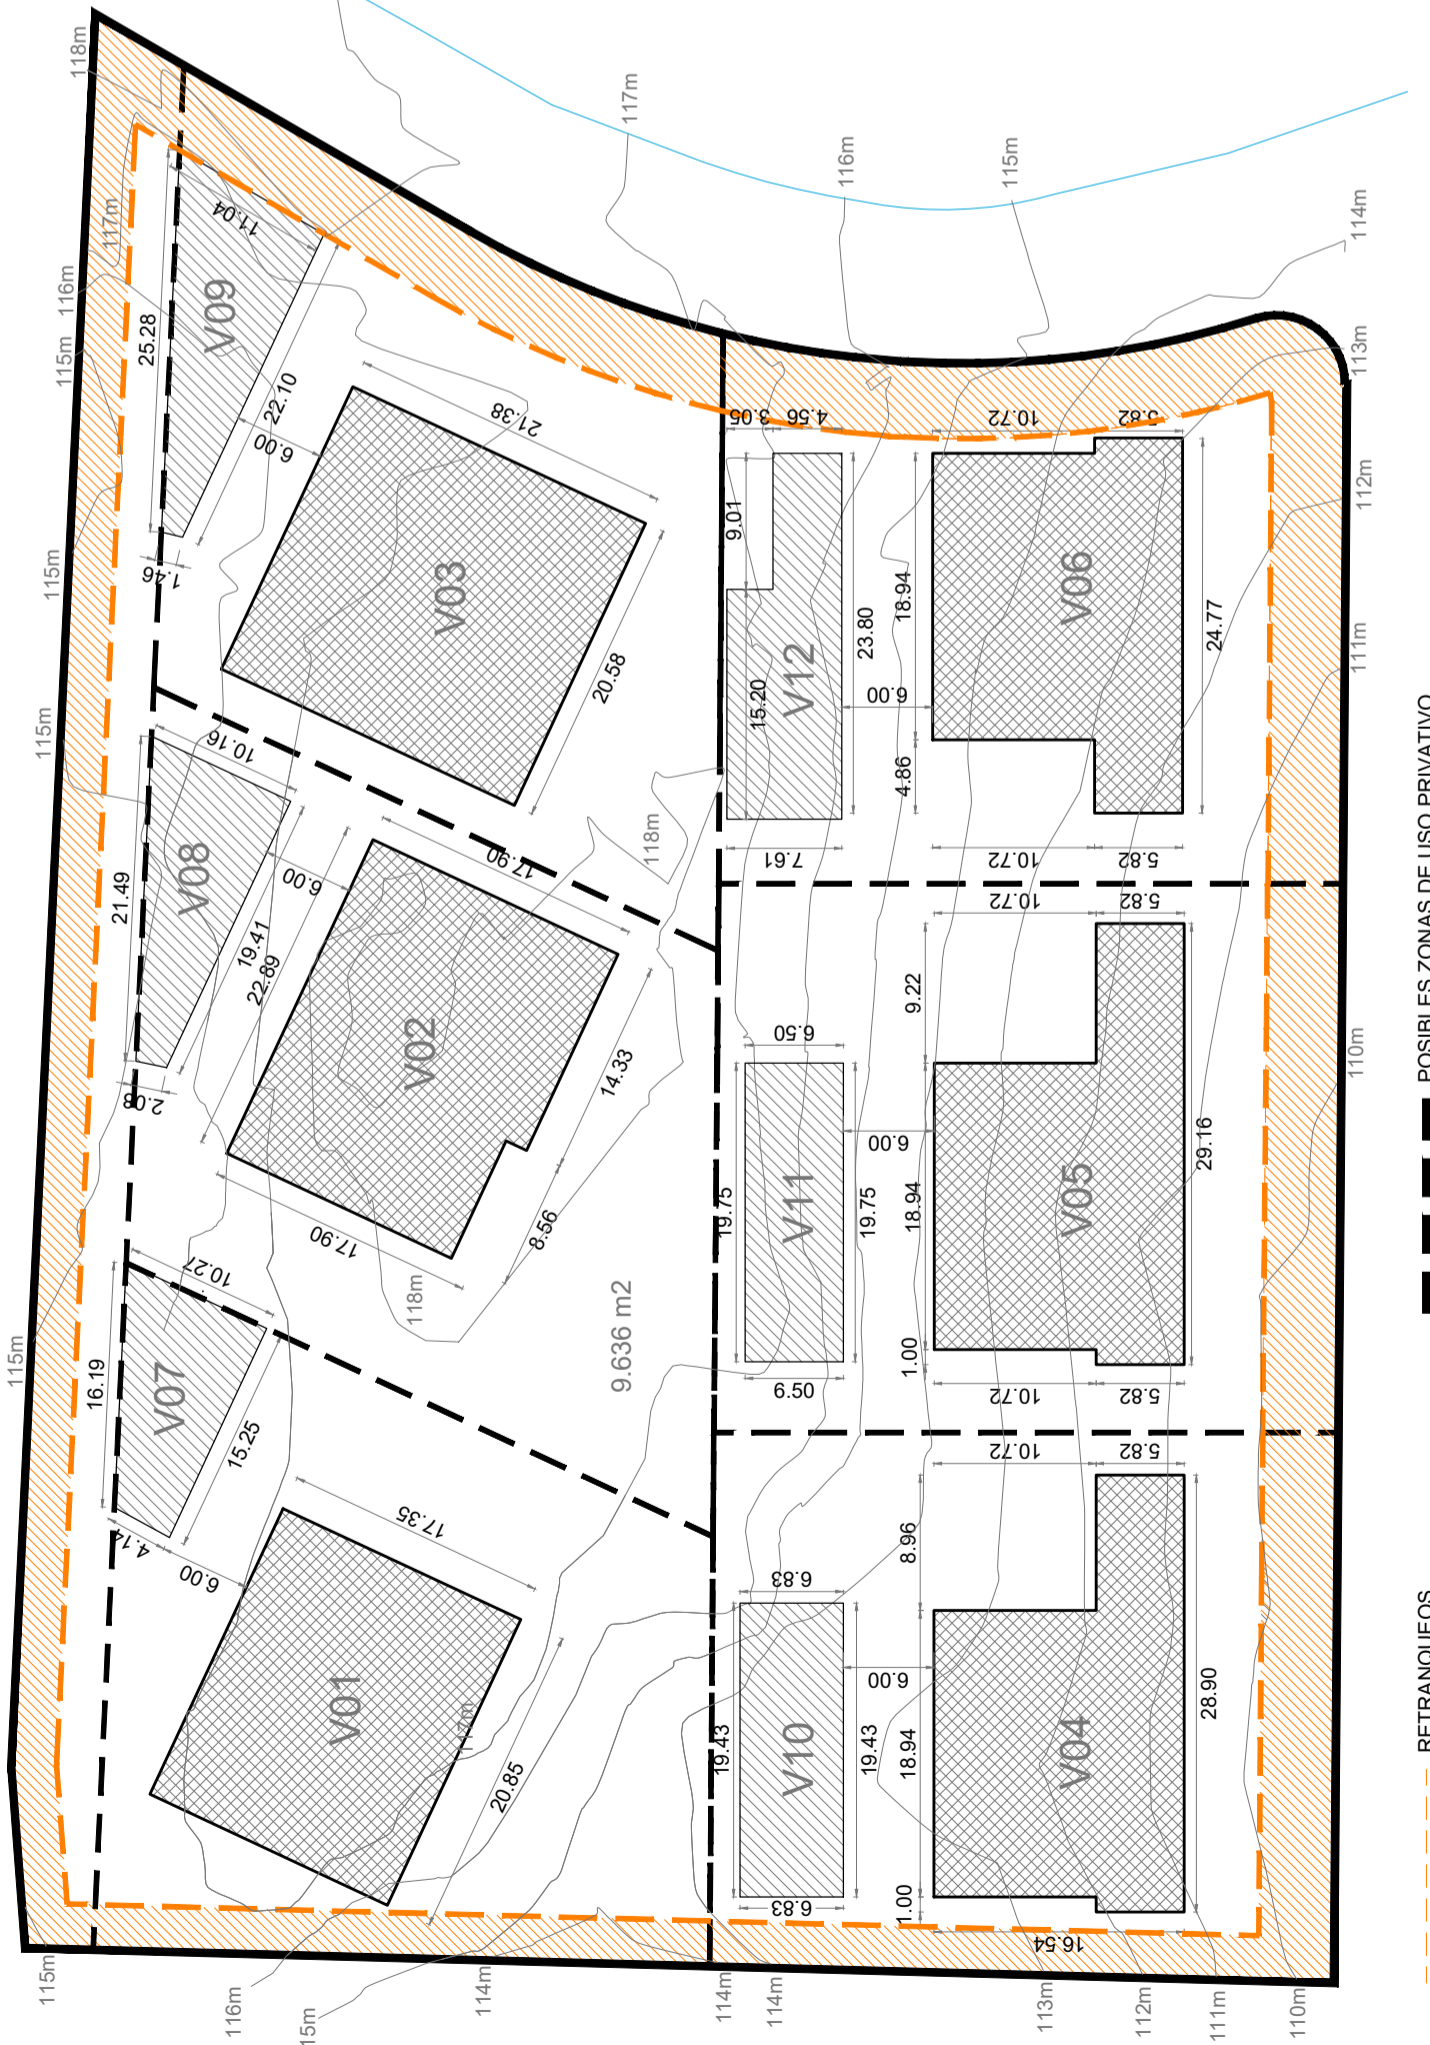 118m
117m
116m
115m
115m
115m
115m
115m
116m
15m
114m
114m
114m
113m
112m
111m
110m
117m
116m
115m
114m
113m
112m
111m
110m
25.28
11.04
V09
22.10
6.00
1.46
21.38
V03
20.58
10.16
21.49
V08
6.00
19.41
22.89
2.08
17.90
V02
14.33
17.90
8.56
118m
118m
10.27
16.19
V07
15.25
4.14
6.00
17.35
V01
117m
20.85
9.636 m2
3.05
4.56
9.01
15.20
V12
23.80
7.61
6.00
18.94
4.86
10.72
5.82
V06
24.77
10.72
5.82
6.50
19.75
V11
19.75
6.50
6.00
10.72
5.82
9.22
18.94
1.00
V05
29.16
10.72
5.82
6.83
19.43
V10
19.43
6.83
6.00
10.72
5.82
8.96
18.94
1.00
V04
28.90
16.54
RETRANQUEOS
POSIBLES ZONAS DE USO PRIVATIVO